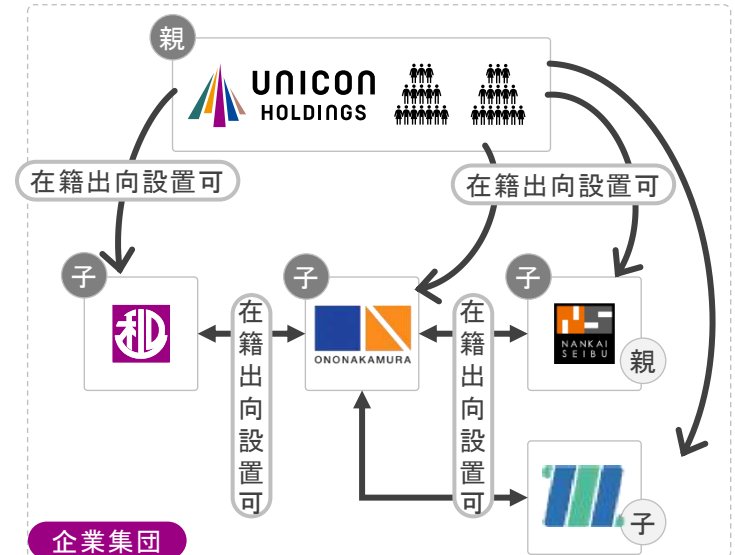 親
UNICON
HOLDINGS
在籍出向設置可
在籍出向設置可
子
子
子
ONONAKAMURA
NANKAI
SEIBU
親
在籍出向設置可
在籍出向設置可
子
企業集団